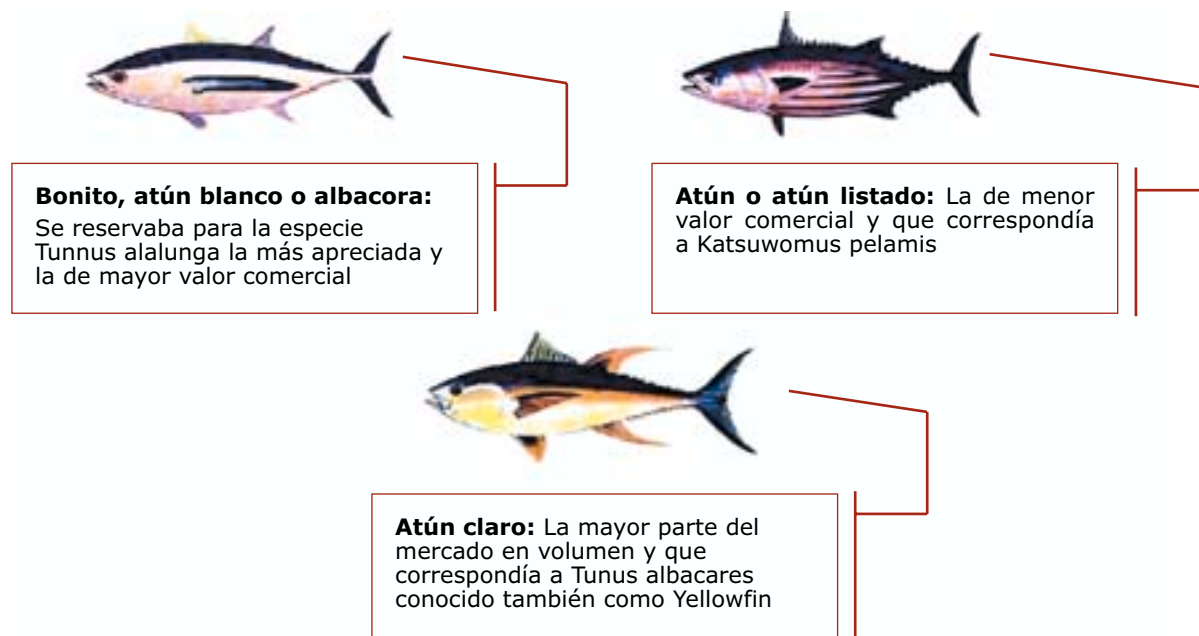 Bonito, atún blanco o albacora:
Se reservaba para la especie
Tunnus alalunga la más apreciada y
la de mayor valor comercial
Atún o atún listado: La de menor
valor comercial y que correspondía
a Katsuwomus pelamis
Atún claro: La mayor parte del
mercado en volumen y que
correspondía a Tunus albacares
conocido también como Yellowfin